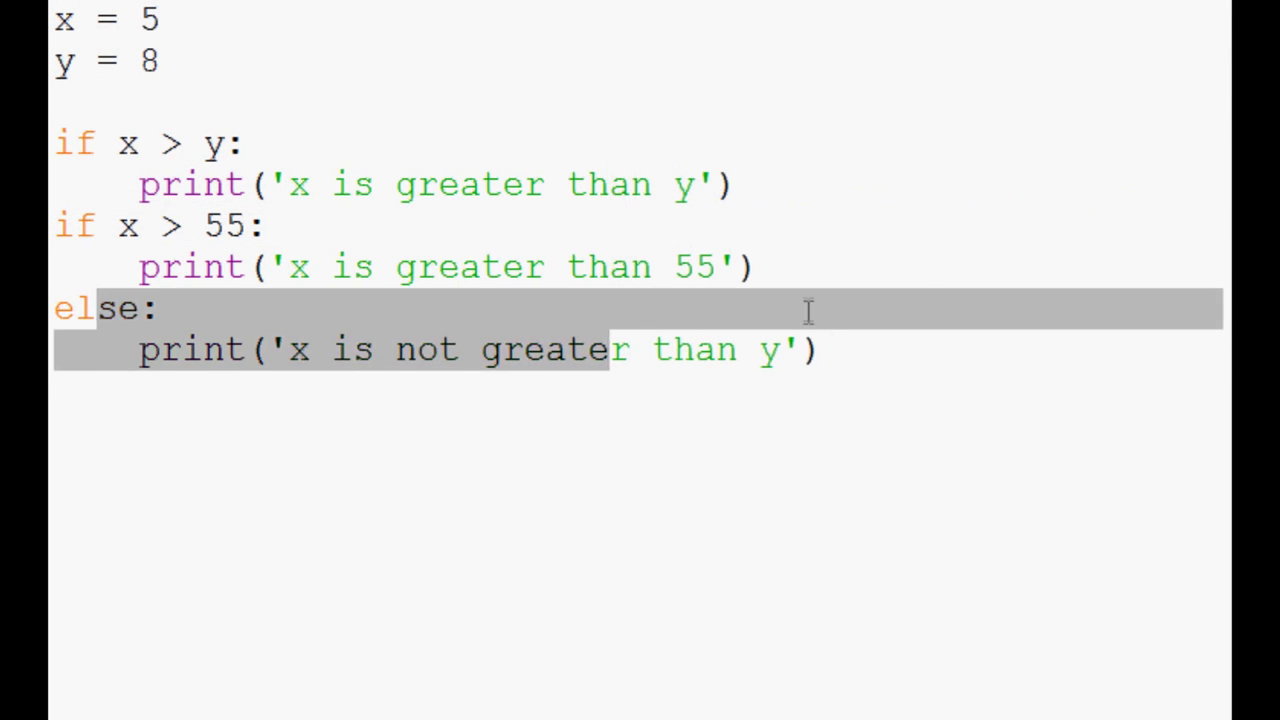 x = 5
y = 8
if x > y:
    print('x is greater than y')
if x > 55:
    print('x is greater than 55')
else:
    print('x is not greater than y')